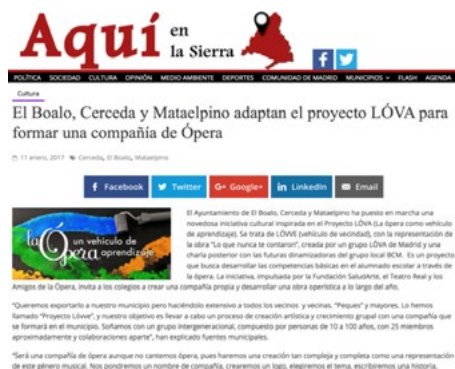 Aquí en
la Sierra
POLÍTICA SOCIEDAD CULTURA OPINIÓN MEDIO AMBIENTE DEPORTES COMUNIDAD DE MADRID MUNICIPIOS FLASH AGENDA
Cultura
El Boalo, Cerceda y Mataelpino adaptan el proyecto LÓVA para
formar una compañía de Ópera
11 enero, 2017 Cerceda, El Boalo, Mataelpino
Facebook Twitter Google+ LinkedIn Email
la Ópera un vehículo de aprendizaje
El Ayuntamiento de El Boalo, Cerceda y Mataelpino ha puesto en marcha una
novedosa iniciativa cultural inspirada en el Proyecto LÓVA (La ópera como vehículo
de aprendizaje). Se trata de LÓVVE (vehículo de vecindad), con la representación de
la obra "Lo que nunca te contaron", creada por un grupo LÓVA de Madrid y una
charla posterior con las futuras dinamizadoras del grupo local BCM. Es un proyecto
que busca desarrollar las competencias básicas en el alumnado escolar a través de
la ópera. La iniciativa, impulsada por la Fundación SaludArte, el Teatro Real y los
Amigos de la Ópera, invita a los colegios a crear una compañía propia y desarrollar una obra operística a lo largo del año.
"Queremos exportarlo a nuestro municipio pero haciéndolo extensivo a todos los vecinos y vecinas. "Peques" y mayores. Lo hemos
llamado "Proyecto Lóvve", y nuestro objetivo es llevar a cabo un proceso de creación artística y crecimiento grupal con una compañía que
se formará en el municipio. Soñamos con un grupo intergeneracional, compuesto por personas de 10 a 100 años, con 25 miembros
aproximadamente y colaboraciones aparte", han explicado fuentes municipales.
"Será una compañía de ópera aunque no cantemos ópera, pues haremos una creación tan compleja y completa como una representación
de este género musical. Nos pondremos un nombre de compañía, crearemos un logo, elegiremos el tema, escribiremos una historia,